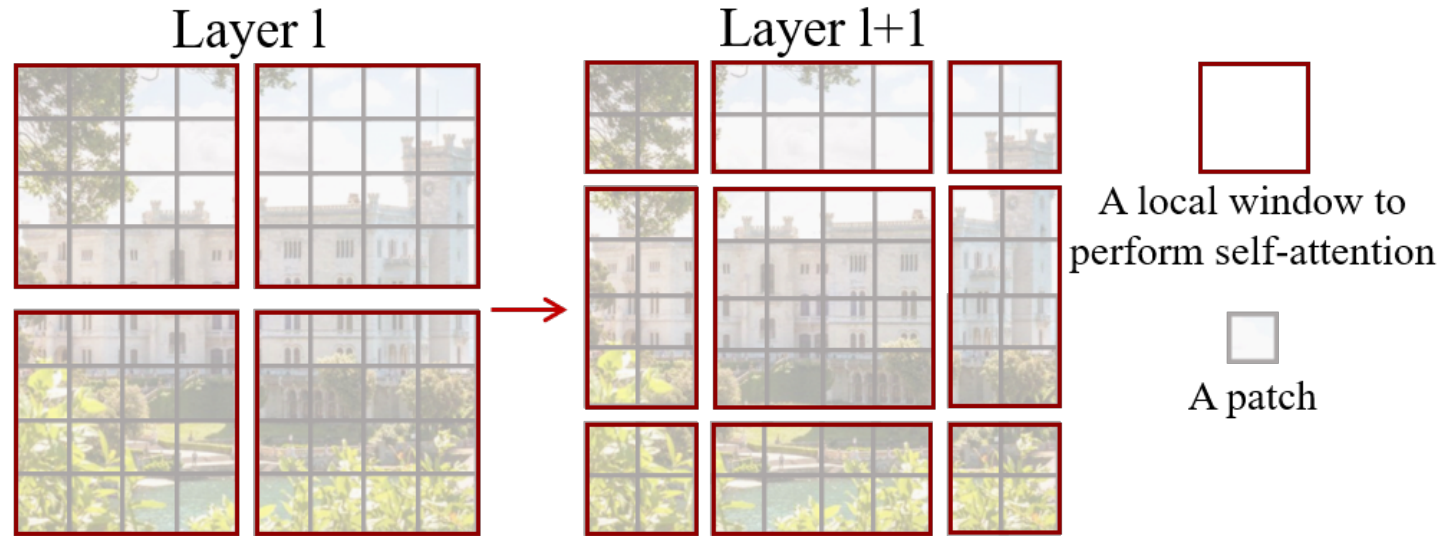 Layer l
Layer l+1
A local window to
perform self-attention
A patch